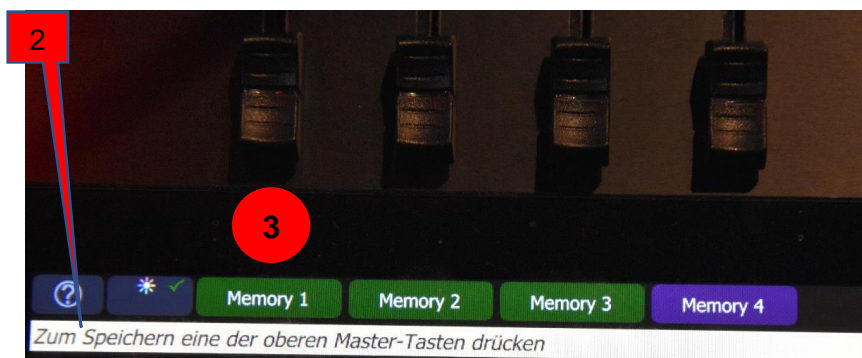 2
3
Memory 1 Memory 2 Memory 3 Memory 4
Zum Speichern eine der oberen Master-Tasten drücken